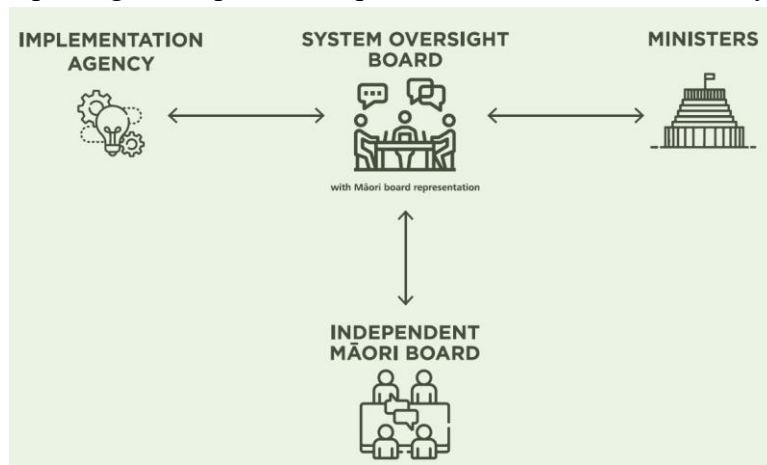 IMPLEMENTATION
AGENCY
SYSTEM OVERSIGHT
BOARD
with Māori board representation
MINISTERS
INDEPENDENT
MĀORI BOARD